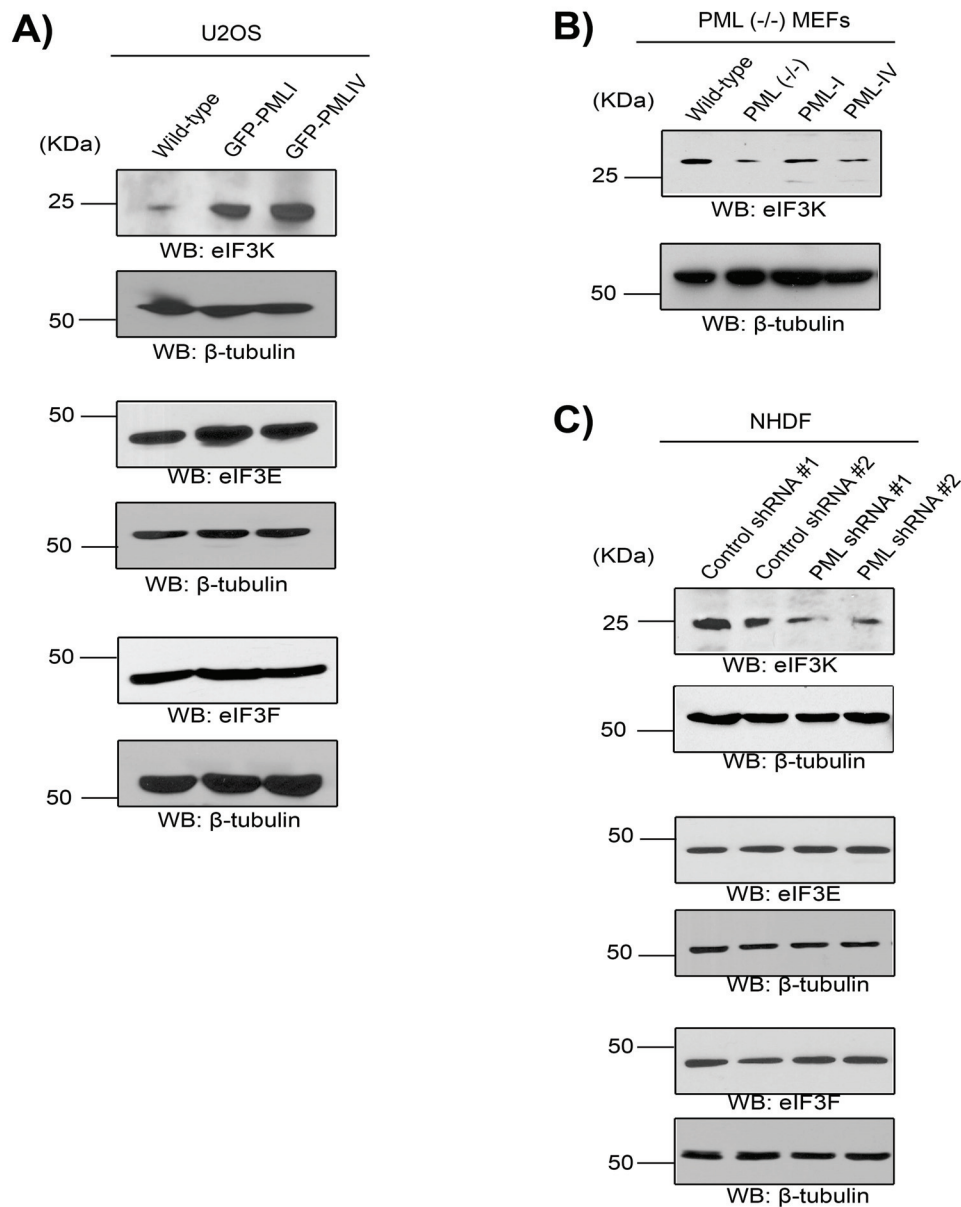 A)
U2OS
Wild-type
GFP-PMLI
GFP-PMLIV
(KDa)
25
WB: eIF3K
50
WB: β-tubulin
50
WB: eIF3E
50
WB: β-tubulin
50
WB: eIF3F
50
WB: β-tubulin
B)
PML (-/-) MEFs
Wild-type
PML (-/-)
PML-I
PML-IV
(KDa)
25
WB: eIF3K
50
WB: β-tubulin
C)
NHDF
Control shRNA #1
Control shRNA #2
PML shRNA #1
PML shRNA #2
(KDa)
25
WB: eIF3K
50
WB: β-tubulin
50
WB: eIF3E
50
WB: β-tubulin
50
WB: eIF3F
50
WB: β-tubulin